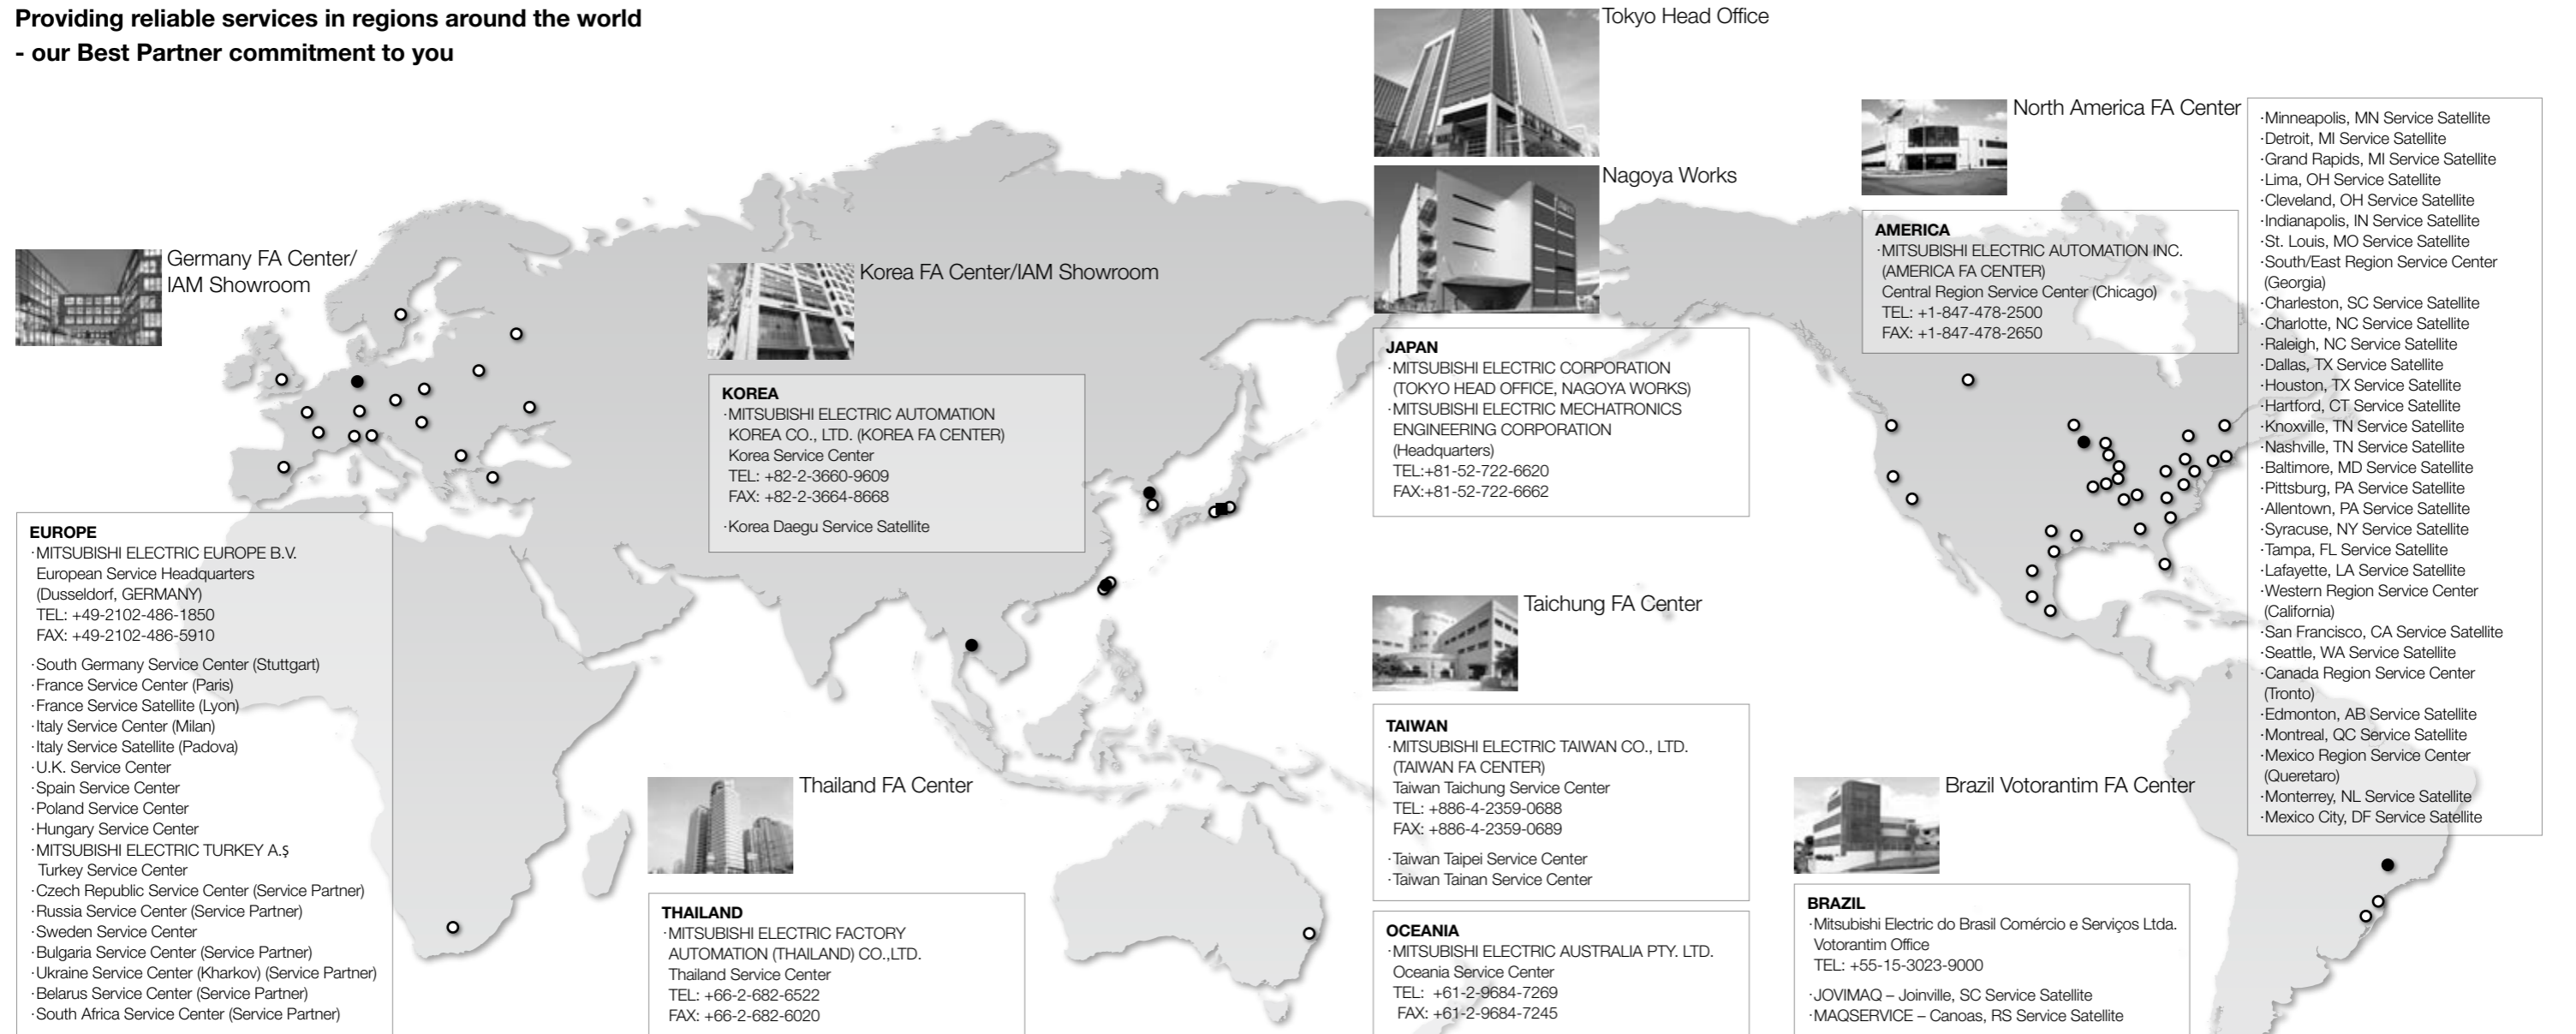 Providing reliable services in regions around the world
- our Best Partner commitment to you
Germany FA Center/
IAM Showroom
EUROPE
·MITSUBISHI ELECTRIC EUROPE B.V.
European Service Headquarters
(Dusseldorf, GERMANY)
TEL: +49-2102-486-1850
FAX: +49-2102-486-5910
·South Germany Service Center (Stuttgart)
·France Service Center (Paris)
·France Service Satellite (Lyon)
·Italy Service Center (Milan)
·Italy Service Satellite (Padova)
·U.K. Service Center
·Spain Service Center
·Poland Service Center
·Hungary Service Center
·MITSUBISHI ELECTRIC TURKEY A.Ş
Turkey Service Center
·Czech Republic Service Center (Service Partner)
·Russia Service Center (Service Partner)
·Sweden Service Center
·Bulgaria Service Center (Service Partner)
·Ukraine Service Center (Kharkov) (Service Partner)
·Belarus Service Center (Service Partner)
·South Africa Service Center (Service Partner)
Korea FA Center/IAM Showroom
KOREA
·MITSUBISHI ELECTRIC AUTOMATION
KOREA CO., LTD. (KOREA FA CENTER)
Korea Service Center
TEL: +82-2-3660-9609
FAX: +82-2-3664-8668
·Korea Daegu Service Satellite
Thailand FA Center
THAILAND
·MITSUBISHI ELECTRIC FACTORY
AUTOMATION (THAILAND) CO.,LTD.
Thailand Service Center
TEL: +66-2-682-6522
FAX: +66-2-682-6020
Tokyo Head Office
Nagoya Works
JAPAN
·MITSUBISHI ELECTRIC CORPORATION
(TOKYO HEAD OFFICE, NAGOYA WORKS)
·MITSUBISHI ELECTRIC MECHATRONICS
ENGINEERING CORPORATION
(Headquarters)
TEL:+81-52-722-6620
FAX:+81-52-722-6662
Taichung FA Center
TAIWAN
·MITSUBISHI ELECTRIC TAIWAN CO., LTD.
(TAIWAN FA CENTER)
Taiwan Taichung Service Center
TEL: +886-4-2359-0688
FAX: +886-4-2359-0689
·Taiwan Taipei Service Center
·Taiwan Tainan Service Center
OCEANIA
·MITSUBISHI ELECTRIC AUSTRALIA PTY. LTD.
Oceania Service Center
TEL: +61-2-9684-7269
FAX: +61-2-9684-7245
North America FA Center
AMERICA
·MITSUBISHI ELECTRIC AUTOMATION INC.
(AMERICA FA CENTER)
Central Region Service Center (Chicago)
TEL: +1-847-478-2500
FAX: +1-847-478-2650
·Minneapolis, MN Service Satellite
·Detroit, MI Service Satellite
·Grand Rapids, MI Service Satellite
·Lima, OH Service Satellite
·Cleveland, OH Service Satellite
·Indianapolis, IN Service Satellite
·St. Louis, MO Service Satellite
·South/East Region Service Center
(Georgia)
·Charleston, SC Service Satellite
·Charlotte, NC Service Satellite
·Raleigh, NC Service Satellite
·Dallas, TX Service Satellite
·Houston, TX Service Satellite
·Hartford, CT Service Satellite
·Knoxville, TN Service Satellite
·Nashville, TN Service Satellite
·Baltimore, MD Service Satellite
·Pittsburg, PA Service Satellite
·Allentown, PA Service Satellite
·Syracuse, NY Service Satellite
·Tampa, FL Service Satellite
·Lafayette, LA Service Satellite
·Western Region Service Center
(California)
·San Francisco, CA Service Satellite
·Seattle, WA Service Satellite
·Canada Region Service Center
(Tronto)
·Edmonton, AB Service Satellite
·Montreal, QC Service Satellite
·Mexico Region Service Center
(Queretaro)
·Monterrey, NL Service Satellite
·Mexico City, DF Service Satellite
Brazil Votorantim FA Center
BRAZIL
·Mitsubishi Electric do Brasil Comércio e Serviços Ltda.
Votorantim Office
TEL: +55-15-3023-9000
·JOVIMAQ – Joinville, SC Service Satellite
·MAQSERVICE – Canoas, RS Service Satellite